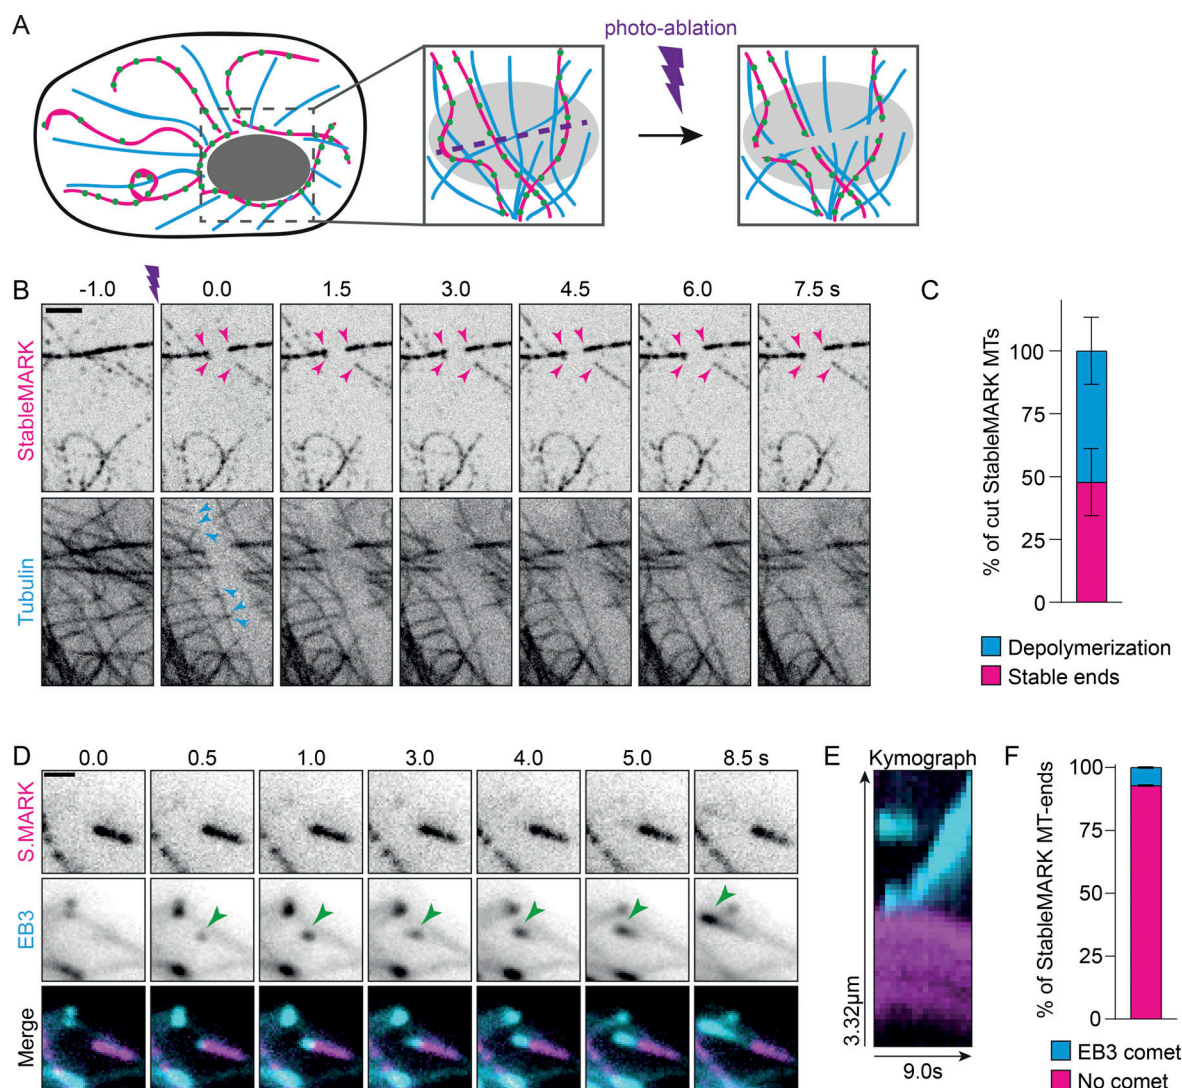 A
photo-ablation
B
-1.0 0.0 1.5 3.0 4.5 6.0 7.5 s
StableMARK
Tubulin
C
% of cut StableMARK MTs
100
75
50
25
0
Depolymerization
Stable ends
D
0.0 0.5 1.0 3.0 4.0 5.0 8.5 s
S.MARK
EB3
Merge
E
Kymograph
3.32µm
9.0s
F
% of StableMARK MT-ends
100
75
50
25
0
EB3 comet
No comet